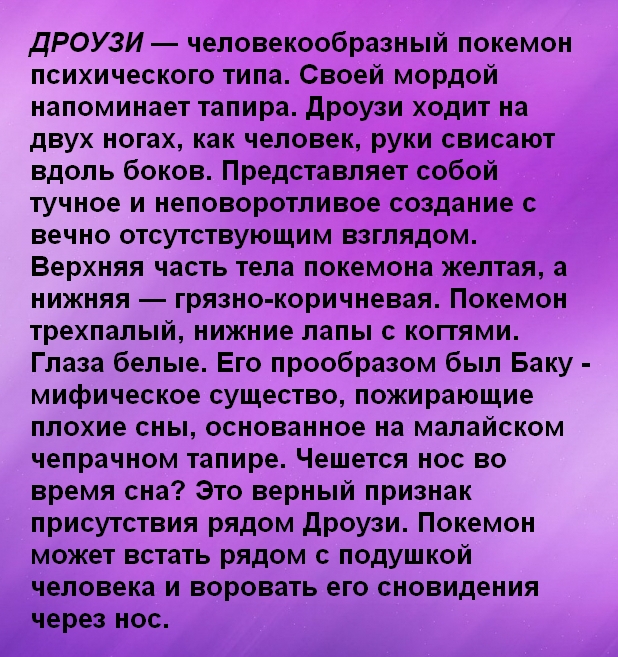 ДРОУЗИ — человекообразный покемон
психического типа. Своей мордой
напоминает тапира. Дроузи ходит на
двух ногах, как человек, руки свисают
вдоль боков. Представляет собой
тучное и неповоротливое создание с
вечно отсутствующим взглядом.
Верхняя часть тела покемона желтая, а
нижняя — грязно-коричневая. Покемон
трехпалый, нижние лапы с когтями.
Глаза белые. Его прообразом был Баку -
мифическое существо, пожирающие
плохие сны, основанное на малайском
чепрачном тапире. Чешется нос во
время сна? Это верный признак
присутствия рядом Дроузи. Покемон
может встать рядом с подушкой
человека и воровать его сновидения
через нос.